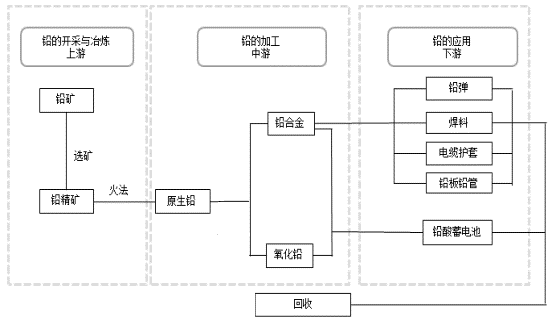 铅的开采与冶炼
上游
铅的加工
中游
铅的应用
下游
铅矿
选矿
铅精矿
火法
原生铅
铅合金
氧化铅
铅弹
焊料
电缆护套
铅板铅管
铅酸蓄电池
回收